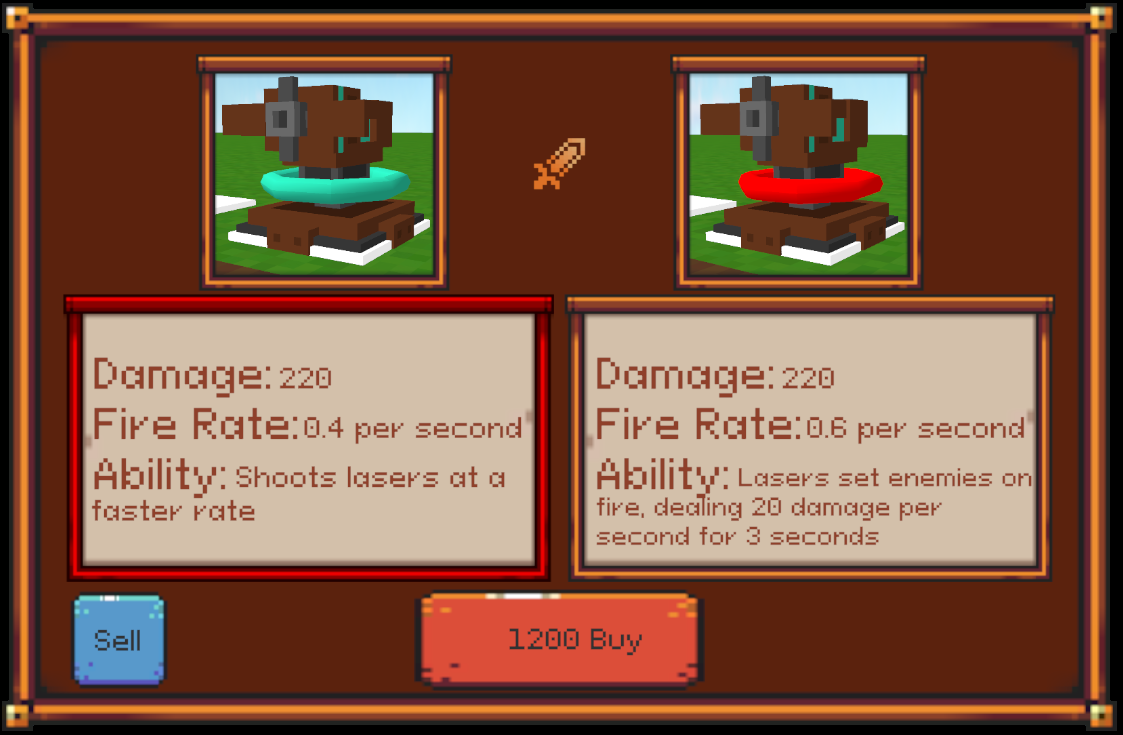 Damage: 220
Fire Rate: 0.4 per second
Ability: Shoots lasers at a
faster rate
Damage: 220
Fire Rate: 0.6 per second
Ability: Lasers set enemies on
fire, dealing 20 damage per
second for 3 seconds
Sell
1200 Buy